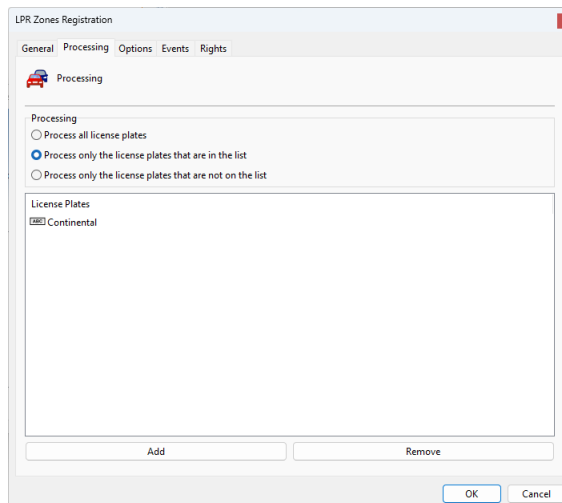 LPR Zones Registration
General Processing Options Events Rights
Processing
Processing
Process all license plates
Process only the license plates that are in the list
Process only the license plates that are not on the list
License Plates
ABC Continental
Add Remove
OK Cancel